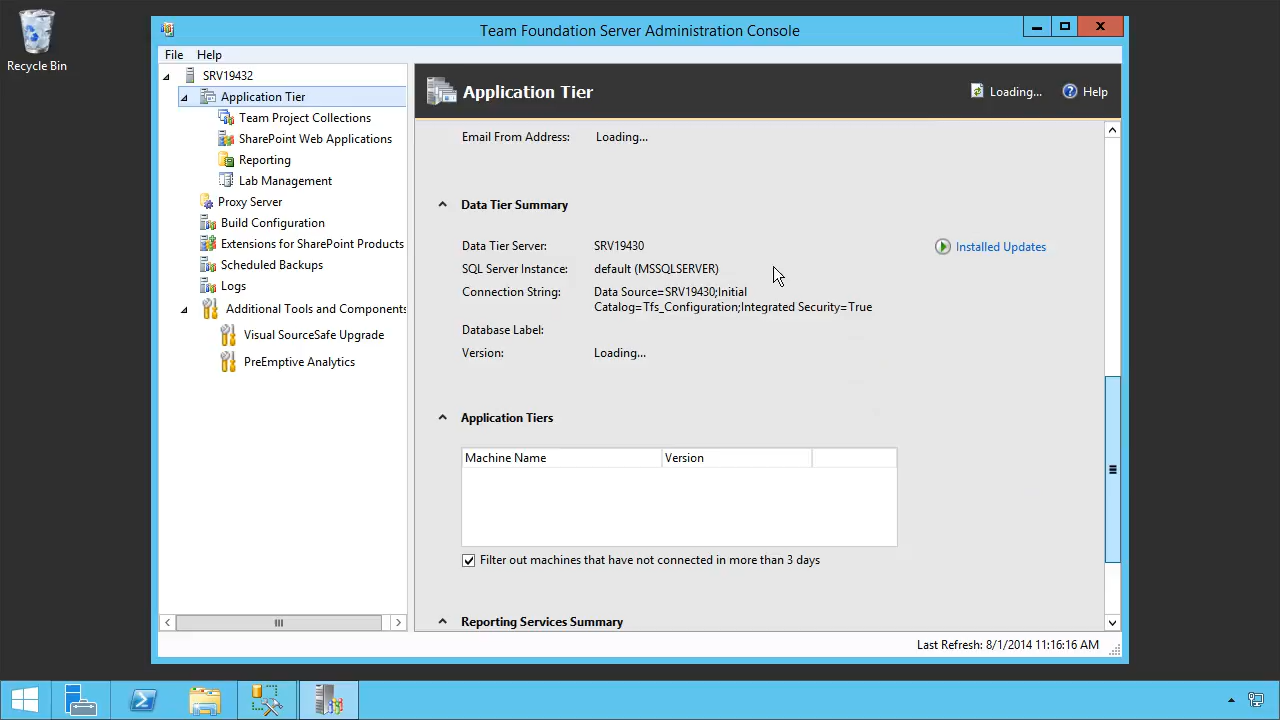 Recycle Bin
Team Foundation Server Administration Console
File Help
SRV19432
Application Tier
Team Project Collections
SharePoint Web Applications
Reporting
Lab Management
Proxy Server
Build Configuration
Extensions for SharePoint Products
Scheduled Backups
Logs
Additional Tools and Components
Visual SourceSafe Upgrade
PreEmptive Analytics
Application Tier
Loading... Help
Email From Address: Loading...
Data Tier Summary
Data Tier Server: SRV19430
Installed Updates
SQL Server Instance: default (MSSQLSERVER)
Connection String: Data Source=SRV19430;Initial
Catalog=Tfs_Configuration;Integrated Security=True
Database Label:
Version: Loading...
Application Tiers
Machine Name Version
Filter out machines that have not connected in more than 3 days
Reporting Services Summary
Last Refresh: 8/1/2014 11:16:16 AM